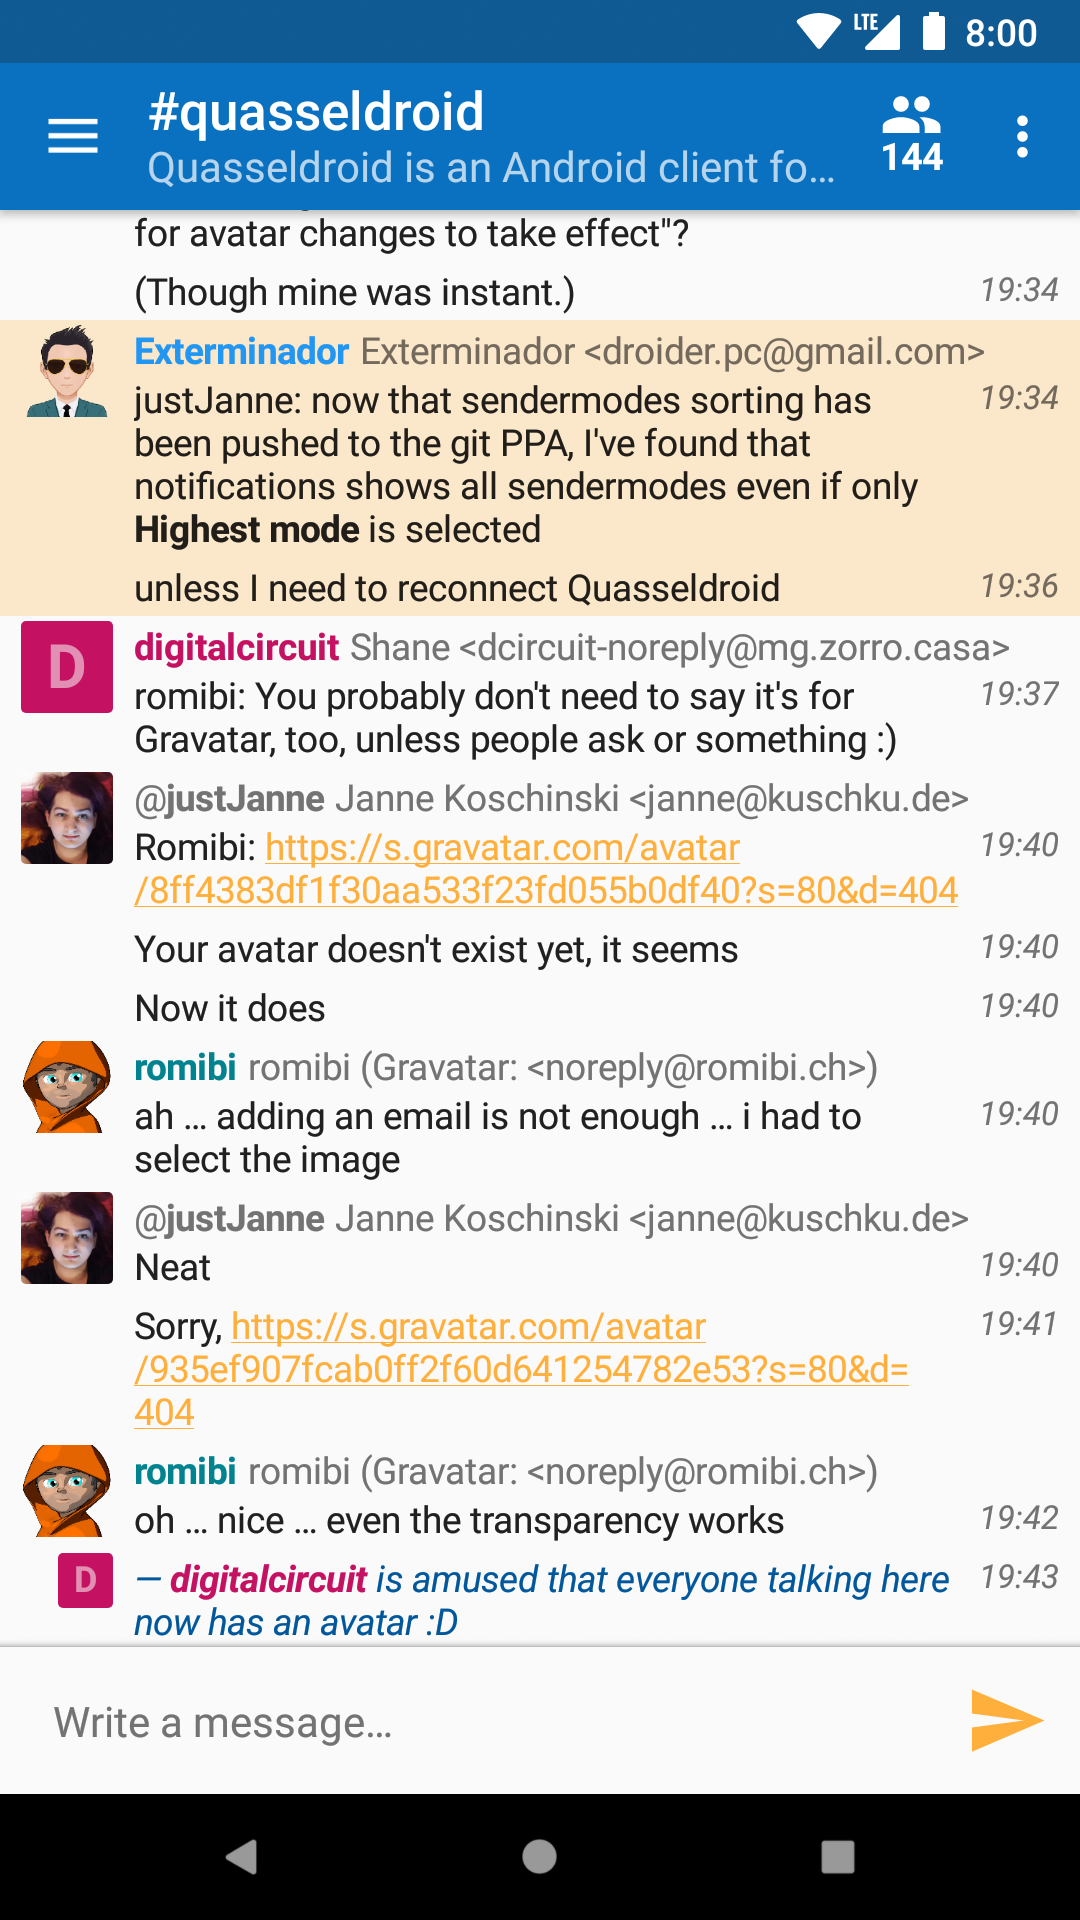 LTE 8:00
#quasseldroid
Quasseldroid is an Android client fo…
144
for avatar changes to take effect"?
(Though mine was instant.) 19:34
Exterminador Exterminador <droider.pc@gmail.com>
justJanne: now that sendermodes sorting has 19:34
been pushed to the git PPA, I've found that
notifications shows all sendermodes even if only
Highest mode is selected
unless I need to reconnect Quasseldroid 19:36
D digitalcircuit Shane <dcircuit-noreply@mg.zorro.casa>
romibi: You probably don't need to say it's for 19:37
Gravatar, too, unless people ask or something :)
@justJanne Janne Koschinski <janne@kuschku.de>
Romibi: https://s.gravatar.com/avatar 19:40
/8ff4383df1f30aa533f23fd055b0df40?s=80&d=404
Your avatar doesn't exist yet, it seems 19:40
Now it does 19:40
romibi romibi (Gravatar: <noreply@romibi.ch>)
ah … adding an email is not enough … i had to 19:40
select the image
@justJanne Janne Koschinski <janne@kuschku.de>
Neat 19:40
Sorry, https://s.gravatar.com/avatar 19:41
/935ef907fcab0ff2f60d641254782e53?s=80&d=
404
romibi romibi (Gravatar: <noreply@romibi.ch>)
oh … nice … even the transparency works 19:42
D — digitalcircuit is amused that everyone talking here 19:43
now has an avatar :D
Write a message…